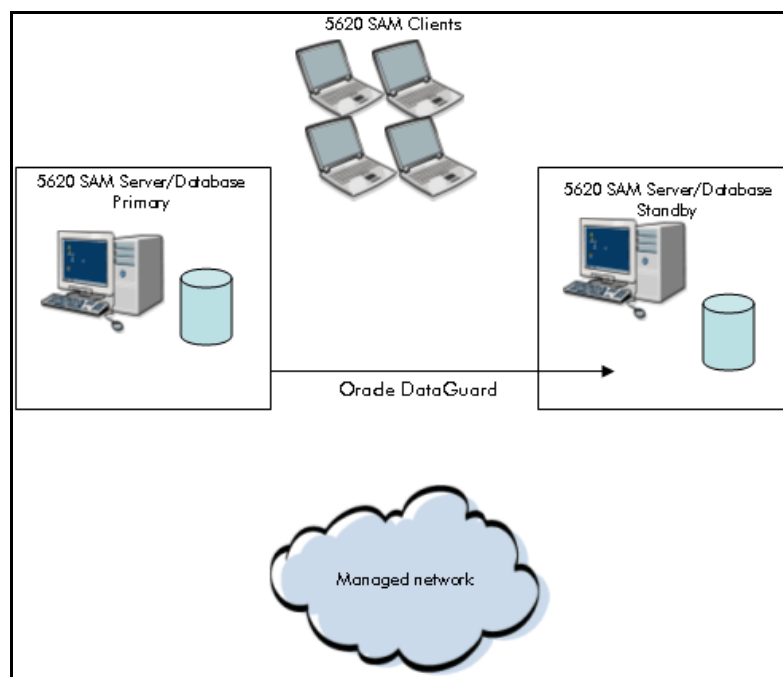 5620 SAM Clients
5620 SAM Server/Database
Primary
5620 SAM Server/Database
Standby
Oracle DataGuard
Managed network